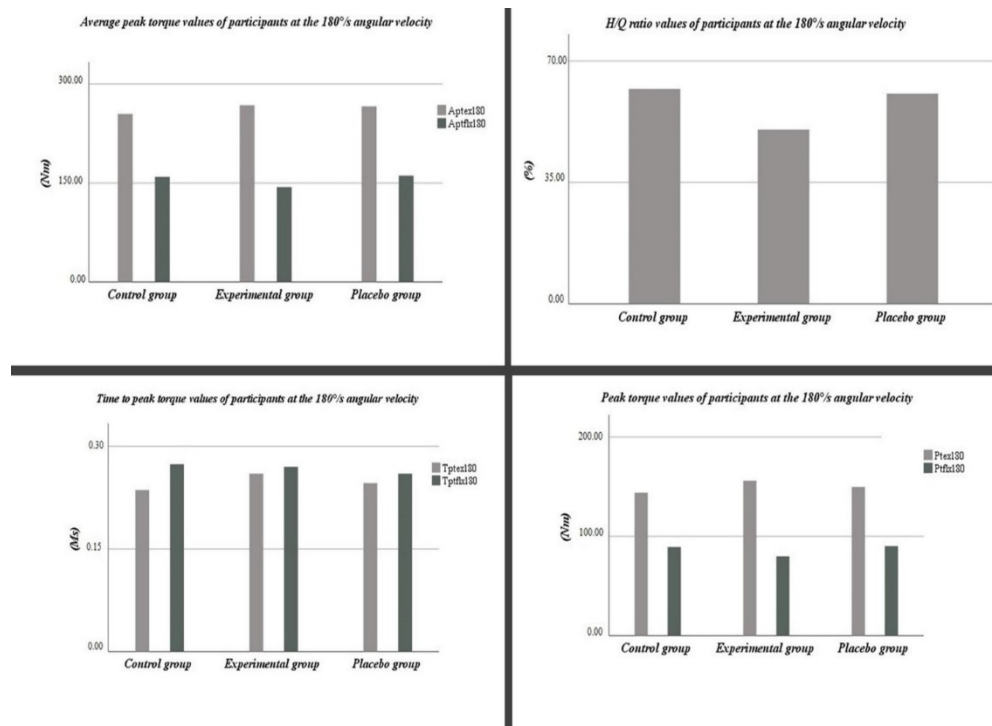 Average peak torque values of participants at the 180°/s angular velocity
300.00
150.00
0.00
(Nm)
Aptex180
Aptflx180
Control group
Experimental group
Placebo group
H/Q ratio values of participants at the 180°/s angular velocity
70.00
35.00
0.00
(%)
Control group
Experimental group
Placebo group
Time to peak torque values of participants at the 180°/s angular velocity
0.30
0.15
0.00
(Ms)
Tptex180
Tptflx180
Control group
Experimental group
Placebo group
Peak torque values of participants at the 180°/s angular velocity
200.00
100.00
0.00
(Nm)
Ptex180
Ptflx180
Control group
Experimental group
Placebo group